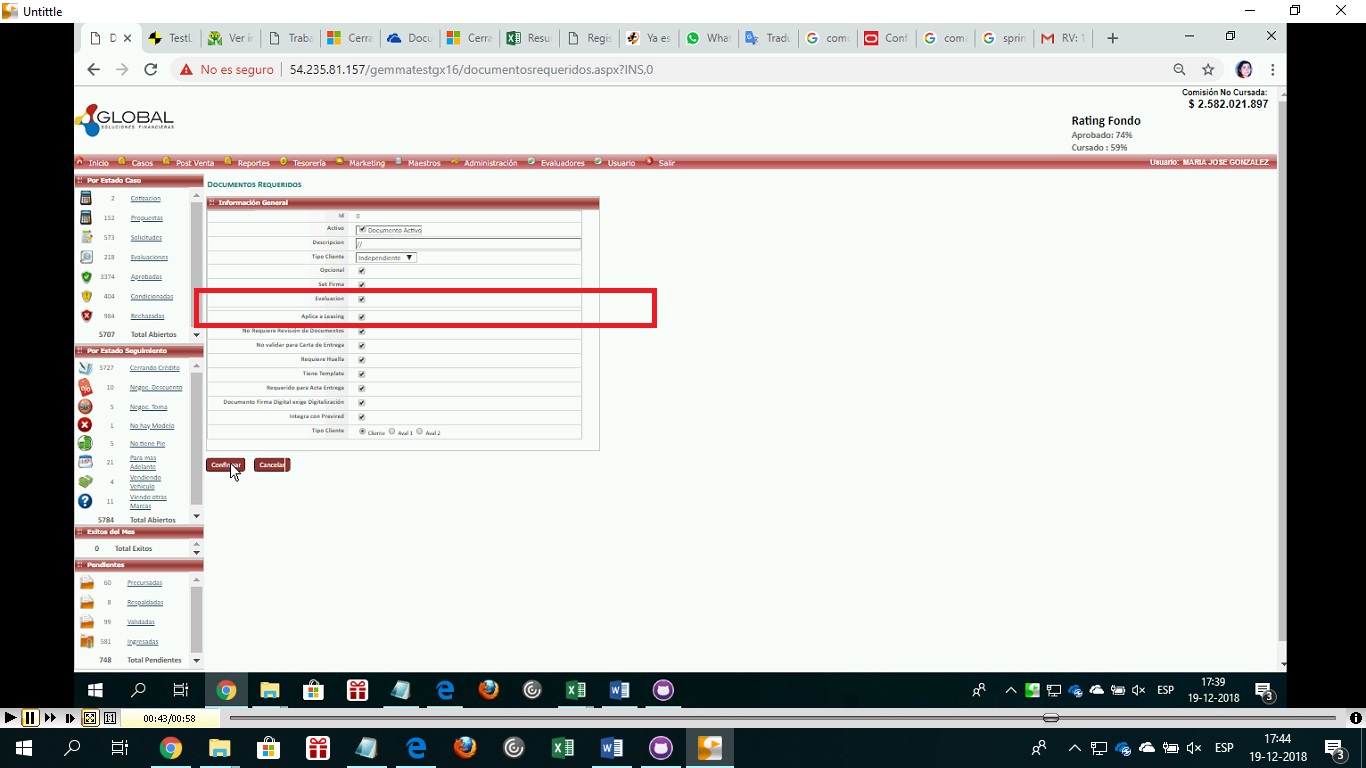 Untittle
D
TestL
Ver ir
Traba
Cerra
Docu
Cerra
Resu
Regis
Ya es
What
Tradu
como
Conf
com
sprin
RV: 1
No es seguro | 54.235.81.157/gemmatestgx16/documentosrequeridos.aspx?INS,0
Comisión No Cursada:
$ 2.582.021.897
GLOBAL
SOLUCIONES FINANCIERAS
Rating Fondo
Aprobado: 74%
Cursado : 59%
Inicio Casos Post Venta Reportes Tesorería Marketing Maestros Administración Evaluadores Usuario Salir Usuario: MARIA JOSE GONZALEZ
Por Estado Caso
2 Cotizacion
152 Propuestas
573 Solicitudes
218 Evaluaciones
3374 Aprobadas
404 Condicionadas
984 Rechazadas
5707 Total Abiertos
Por Estado Seguimiento
5727 Cerrando Crédito
10 Negoc. Descuento
5 Negoc. Toma
1 No hay Modelo
5 No tiene Pie
21 Para mas Adelante
4 Vendiendo Vehiculo
11 Viendo otras Marcas
5784 Total Abiertos
Exitos del Mes
0 Total Exitos
Pendientes
60 Precursadas
8 Respaldadas
99 Validadas
581 Ingresadas
748 Total Pendientes
DOCUMENTOS REQUERIDOS
Información General
Id 0
Activo Documento Activo
Descripcion //
Tipo Cliente Independiente
Opcional
Set Firma
Evaluacion
Aplica a Leasing
No Requiere Revisión de Documentos
No validar para Carta de Entrega
Requiere Huella
Tiene Template
Requerido para Acta Entrega
Documento Firma Digital exige Digitalización
Integra con Previred
Tipo Cliente Cliente Aval 1 Aval 2
Confirmar Cancelar
ESP
17:39
19-12-2018
3
00:43/00:58
ESP
17:44
19-12-2018
3